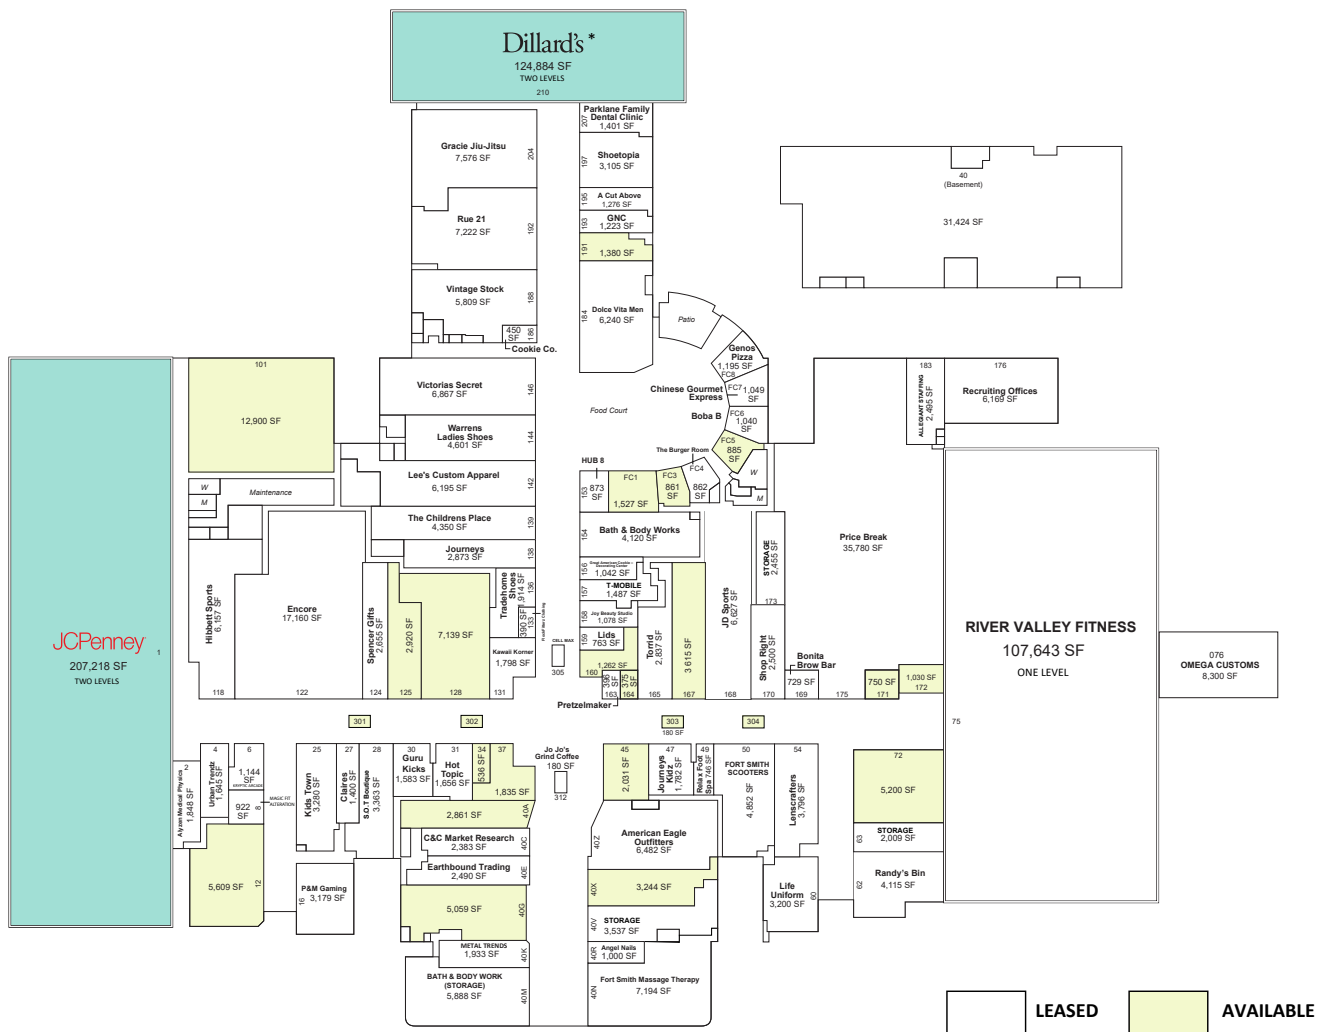 Dillard's *
124,884 SF
TWO LEVELS
210
Parklane Family
Dental Clinic
1,401 SF
207
Gracie Jiu-Jitsu
7,576 SF
204
Shoetopia
3,105 SF
197
A Cut Above
1,276 SF
195
GNC
1,223 SF
193
1,380 SF
191
Rue 21
7,222 SF
192
Vintage Stock
5,809 SF
188
450
SF
186
Cookie Co.
Dolce Vita Men
6,240 SF
184
Patio
40
(Basement)
31,424 SF
Genos
Pizza
1,195 SF
FC8
Chinese Gourmet
Express
FC7
1,049
SF
Boba B
FC6
1,040
SF
FC5
885
SF
Food Court
The Burger Room
FC4
862
SF
FC3
861
SF
FC1
1,527 SF
HUB 8
873
SF
153
W
M
101
12,900 SF
Victorias Secret
6,867 SF
146
Warrens
Ladies Shoes
4,601 SF
144
Lee's Custom Apparel
6,195 SF
142
The Childrens Place
4,350 SF
139
Journeys
2,873 SF
138
W
M
Maintenance
JCPenney
207,218 SF
TWO LEVELS
1
Hibbett Sports
6,157 SF
118
Encore
17,160 SF
122
Spencer Gifts
2,655 SF
124
2,920 SF
125
7,139 SF
128
Tradehome
Shoes
1,914 SF
136
390 SF
133
Kawaii Korner
1,798 SF
131
CELL MAX
305
Bath & Body Works
4,120 SF
154
Great American Cookie +
1,042 SF
156
T-MOBILE
1,487 SF
157
Joy Beauty Studio
1,078 SF
158
Lids
763 SF
159
1,262 SF
160
396
SF
163
375
SF
164
Pretzelmaker
Torrid
2,837 SF
165
3 615 SF
167
JD Sports
6,627 SF
168
STORAGE
2,455 SF
173
Shop Right
2,500 SF
170
Bonita
Brow Bar
729 SF
169
Price Break
35,780 SF
175
750 SF
171
1,030 SF
172
183
ALLEGIANT STAFFING
2,495 SF
176
Recruiting Offices
6,169 SF
RIVER VALLEY FITNESS
107,643 SF
ONE LEVEL
75
076
OMEGA CUSTOMS
8,300 SF
301
302
303
180 SF
304
2
Alyzen Medical Physics
1,848 SF
4
Urban Trendz
1,645 SF
6
1,144
SF
KRYPTIC ARCADE
922
SF
8
MAGIC FIT
ALTERATION
5,609 SF
12
25
Kids Town
3,280 SF
27
Claires
1,400 SF
28
S.O.T Boutique
3,363 SF
P&M Gaming
3,179 SF
16
30
Guru
Kicks
1,583 SF
31
Hot
Topic
1,656 SF
34
536 SF
37
1,835 SF
Jo Jo's
Grind Coffee
180 SF
312
2,861 SF
40A
C&C Market Research
2,383 SF
40C
Earthbound Trading
2,490 SF
40E
5,059 SF
40G
METAL TRENDS
1,933 SF
40K
BATH & BODY WORK
(STORAGE)
5,888 SF
40M
45
2,031 SF
47
Journeys
Kidz
1,782 SF
49
Relax Foot
Spa 746 SF
50
FORT SMITH
SCOOTERS
4,852 SF
54
Lenscrafters
3,796 SF
American Eagle
Outfitters
6,482 SF
40Z
3,244 SF
40X
STORAGE
3,537 SF
40V
Angel Nails
1,000 SF
40R
Fort Smith Massage Therapy
7,194 SF
40N
Life
Uniform
3,200 SF
60
72
5,200 SF
STORAGE
2,009 SF
63
Randy's Bin
4,115 SF
62
LEASED
AVAILABLE